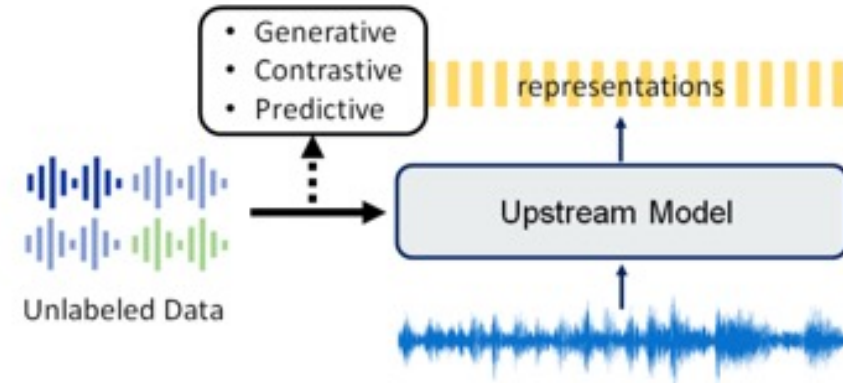 • Generative
• Contrastive
• Predictive
representations
Upstream Model
Unlabeled Data